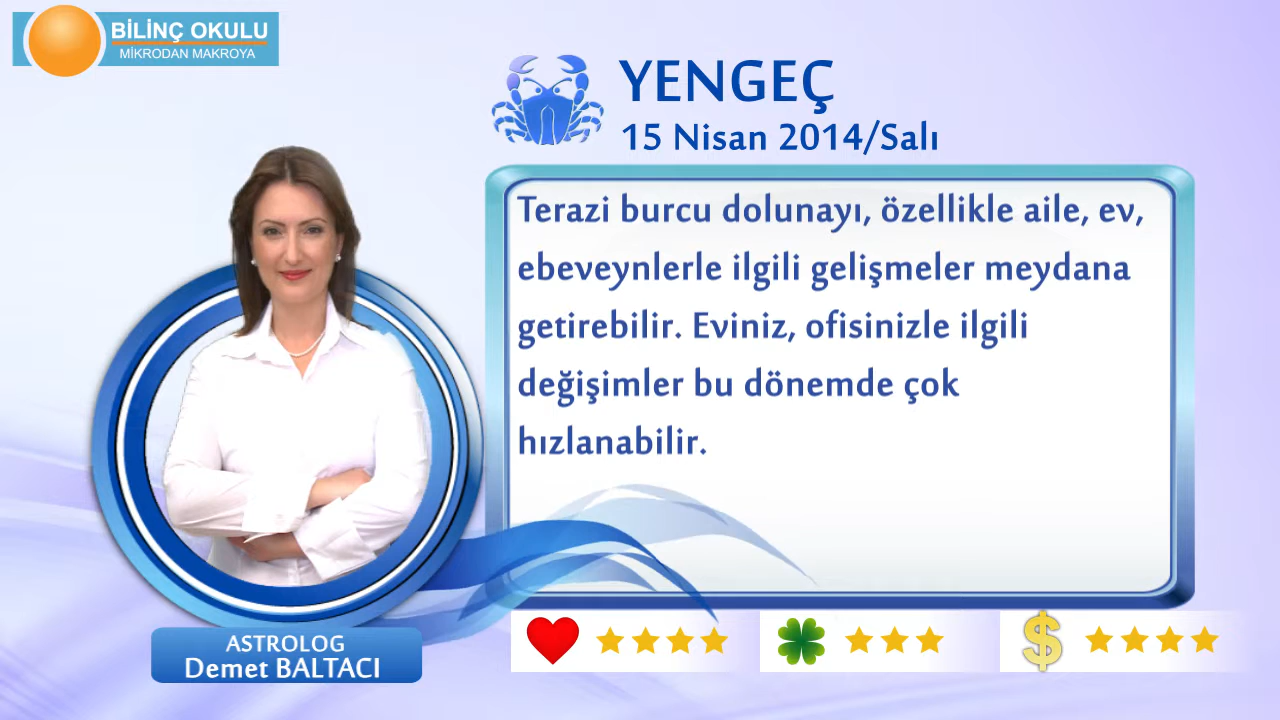 BİLİNÇ OKULU
MİKRODAN MAKROYA
YENGEÇ
15 Nisan 2014/Salı
Terazi burcu dolunayı, özellikle aile, ev,
ebeveynlerle ilgili gelişmeler meydana
getirebilir. Eviniz, ofisinizle ilgili
değişimler bu dönemde çok
hızlanabilir.
ASTROLOG
Demet BALTACI